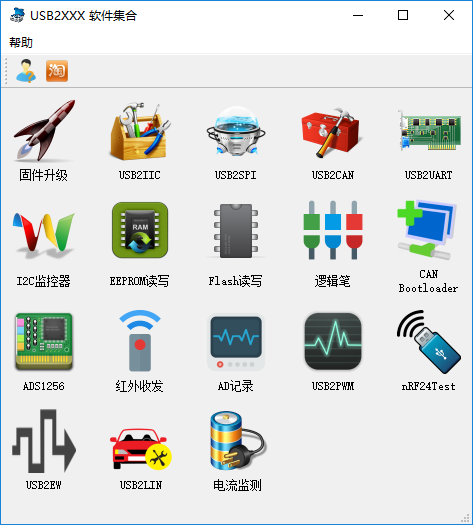 USB2XXX 软件集合
帮助
淘
固件升级
USB2IIC
USB2SPI
USB2CAN
USB2UART
I2C监控器
RAM
EEPROM读写
Flash读写
逻辑笔
CAN
Bootloader
ADS1256
红外收发
AD记录
USB2PWM
nRF24Test
USB2EW
USB2LIN
电流监测